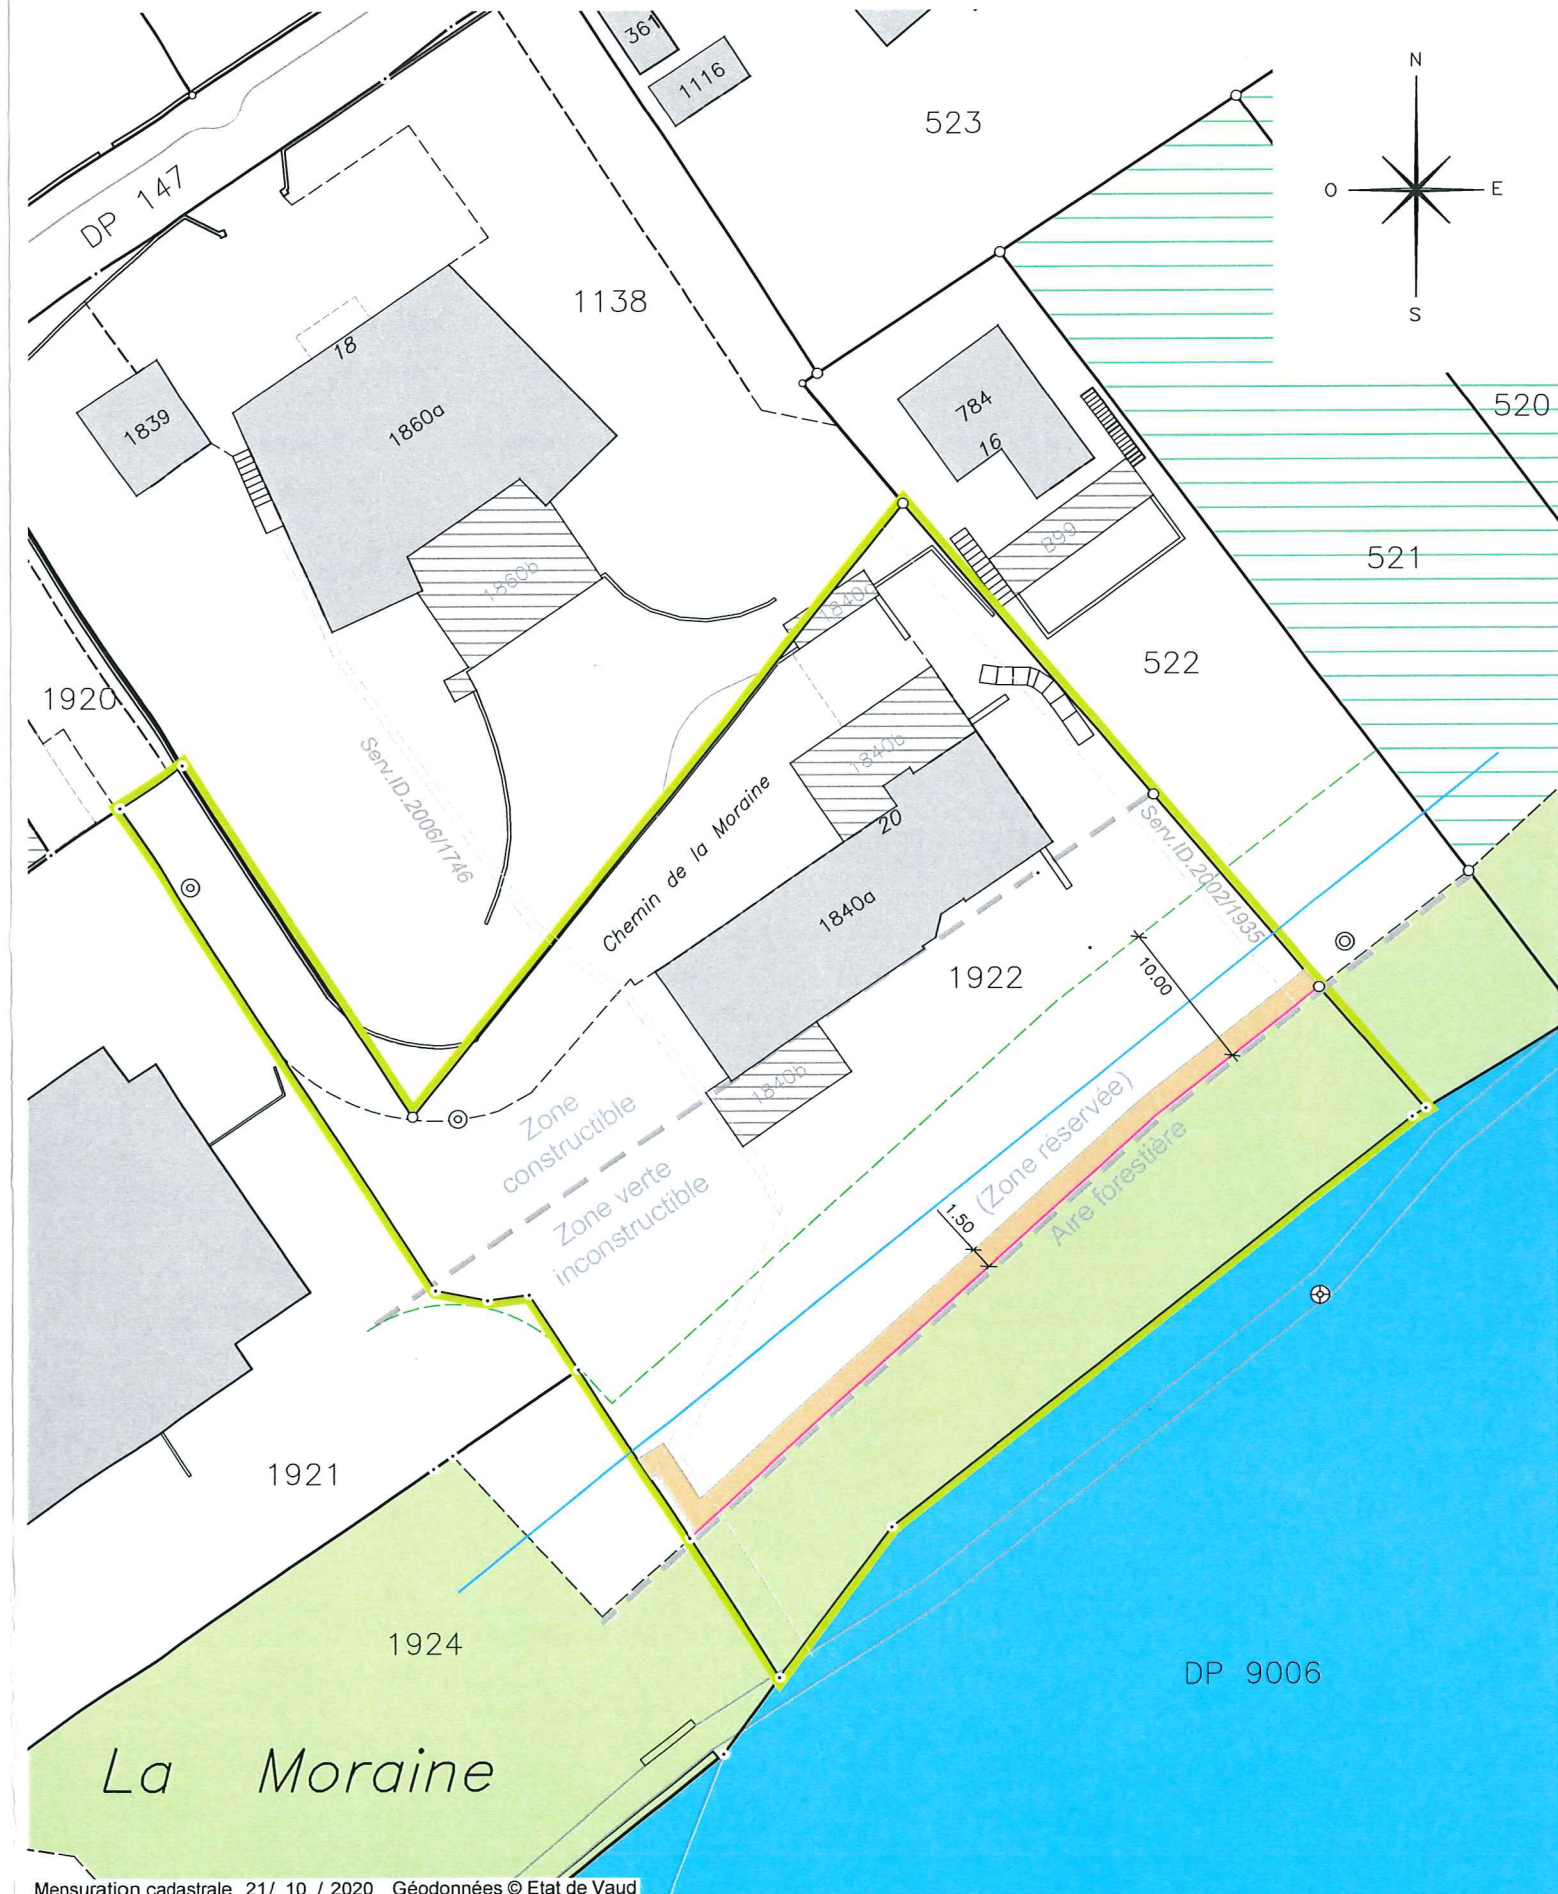 361
1116
523
N
O
E
S
DP 147
1138
18
1860a
1839
784
16
520
B99
521
1860b
1840c
522
1920
1840b
Serv.ID.2006/1746
Chemin de la Moraine
20
1840a
Serv.ID.2002/1935
1922
10.00
1840b
Zone
constructible
Zone verte
inconstructible
(Zone réservée)
Aire forestière
1.50
1921
1924
DP 9006
La Moraine
Mensuration cadastrale 21/ 10 / 2020 Géodonnées © Etat de Vaud